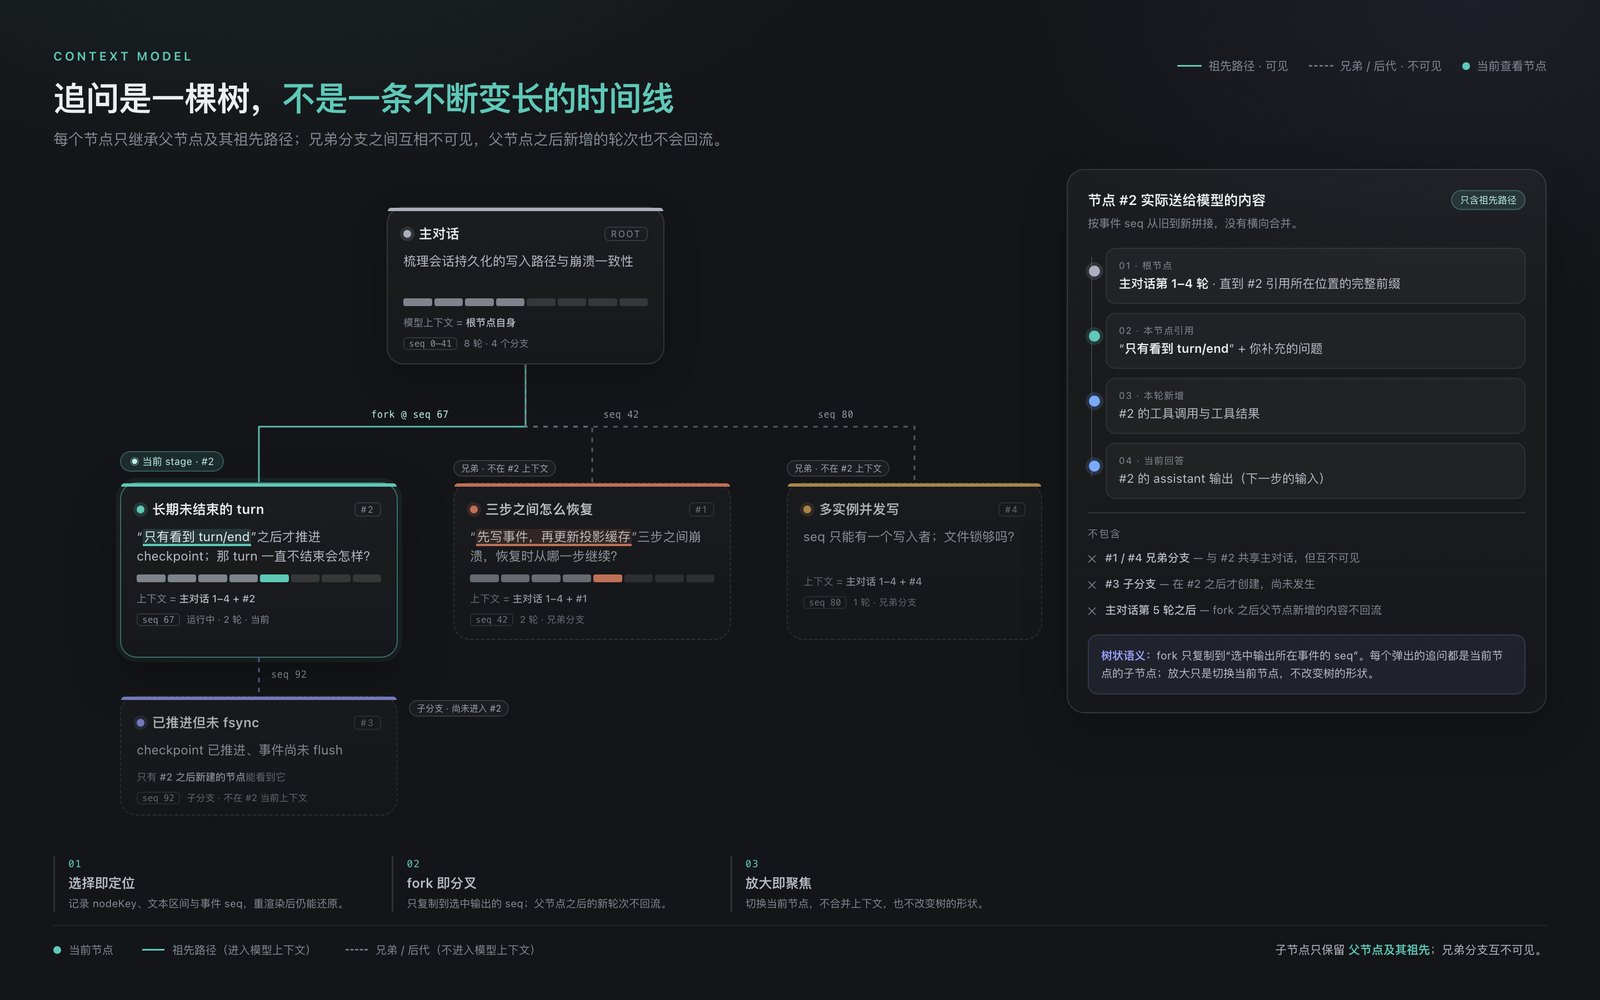 CONTEXT MODEL
追问是一棵树，不是一条不断变长的时间线
每个节点只继承父节点及其祖先路径；兄弟分支之间互相不可见，父节点之后新增的轮次也不会回流。
祖先路径 · 可见
兄弟 / 后代 · 不可见
当前查看节点
主对话
ROOT
梳理会话持久化的写入路径与崩溃一致性
模型上下文 = 根节点自身
seq 0–41 8 轮 · 4 个分支
fork @ seq 67
seq 42
seq 80
当前 stage · #2
长期未结束的 turn
#2
“只有看到 turn/end”之后才推进
checkpoint；那 turn 一直不结束会怎样？
上下文 = 主对话 1–4 + #2
seq 67 运行中 · 2 轮 · 当前
兄弟 · 不在 #2 上下文
三步之间怎么恢复
#1
“先写事件，再更新投影缓存”三步之间崩
溃，恢复时从哪一步继续？
上下文 = 主对话 1–4 + #1
seq 42 2 轮 · 兄弟分支
兄弟 · 不在 #2 上下文
多实例并发写
#4
seq 只能有一个写入者；文件锁够吗？
上下文 = 主对话 1–4 + #4
seq 80 1 轮 · 兄弟分支
seq 92
已推进但未 fsync
#3
checkpoint 已推进、事件尚未 flush
只有 #2 之后新建的节点能看到它
seq 92 子分支 · 不在 #2 当前上下文
子分支 · 尚未进入 #2
节点 #2 实际送给模型的内容
只含祖先路径
按事件 seq 从旧到新拼接，没有横向合并。
01 · 根节点
主对话第 1–4 轮 · 直到 #2 引用所在位置的完整前缀
02 · 本节点引用
“只有看到 turn/end” + 你补充的问题
03 · 本轮新增
#2 的工具调用与工具结果
04 · 当前回答
#2 的 assistant 输出（下一步的输入）
不包含
× #1 / #4 兄弟分支 — 与 #2 共享主对话，但互不可见
× #3 子分支 — 在 #2 之后才创建，尚未发生
× 主对话第 5 轮之后 — fork 之后父节点新增的内容不回流
树状语义：fork 只复制到“选中输出所在事件的 seq”。每个弹出的追问都是当前节
点的子节点；放大只是切换当前节点，不改变树的形状。
01
选择即定位
记录 nodeKey、文本区间与事件 seq，重渲染后仍能还原。
02
fork 即分叉
只复制到选中输出的 seq；父节点之后的新轮次不回流。
03
放大即聚焦
切换当前节点，不合并上下文，也不改变树的形状。
当前节点
祖先路径（进入模型上下文）
兄弟 / 后代（不进入模型上下文）
子节点只保留 父节点及其祖先；兄弟分支互不可见。